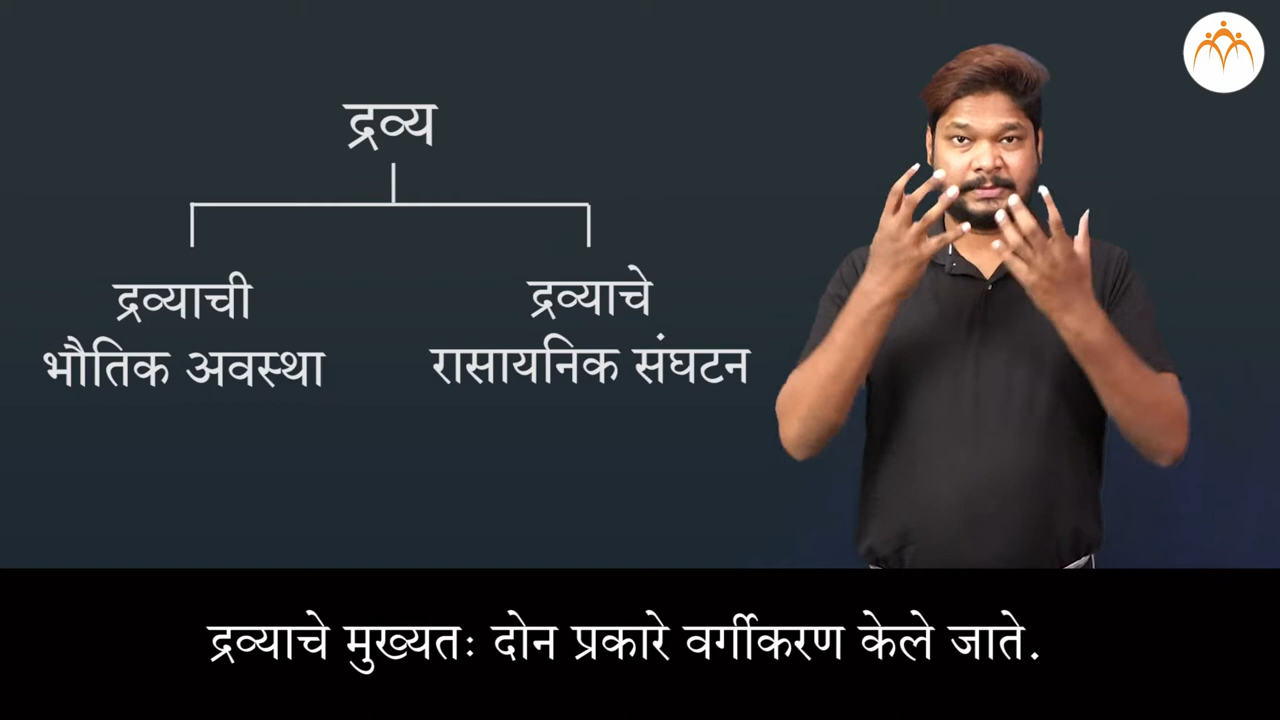 द्रव्य
द्रव्याची
भौतिक अवस्था
द्रव्याचे
रासायनिक संघटन
द्रव्याचे मुख्यतः दोन प्रकारे वर्गीकरण केले जाते.